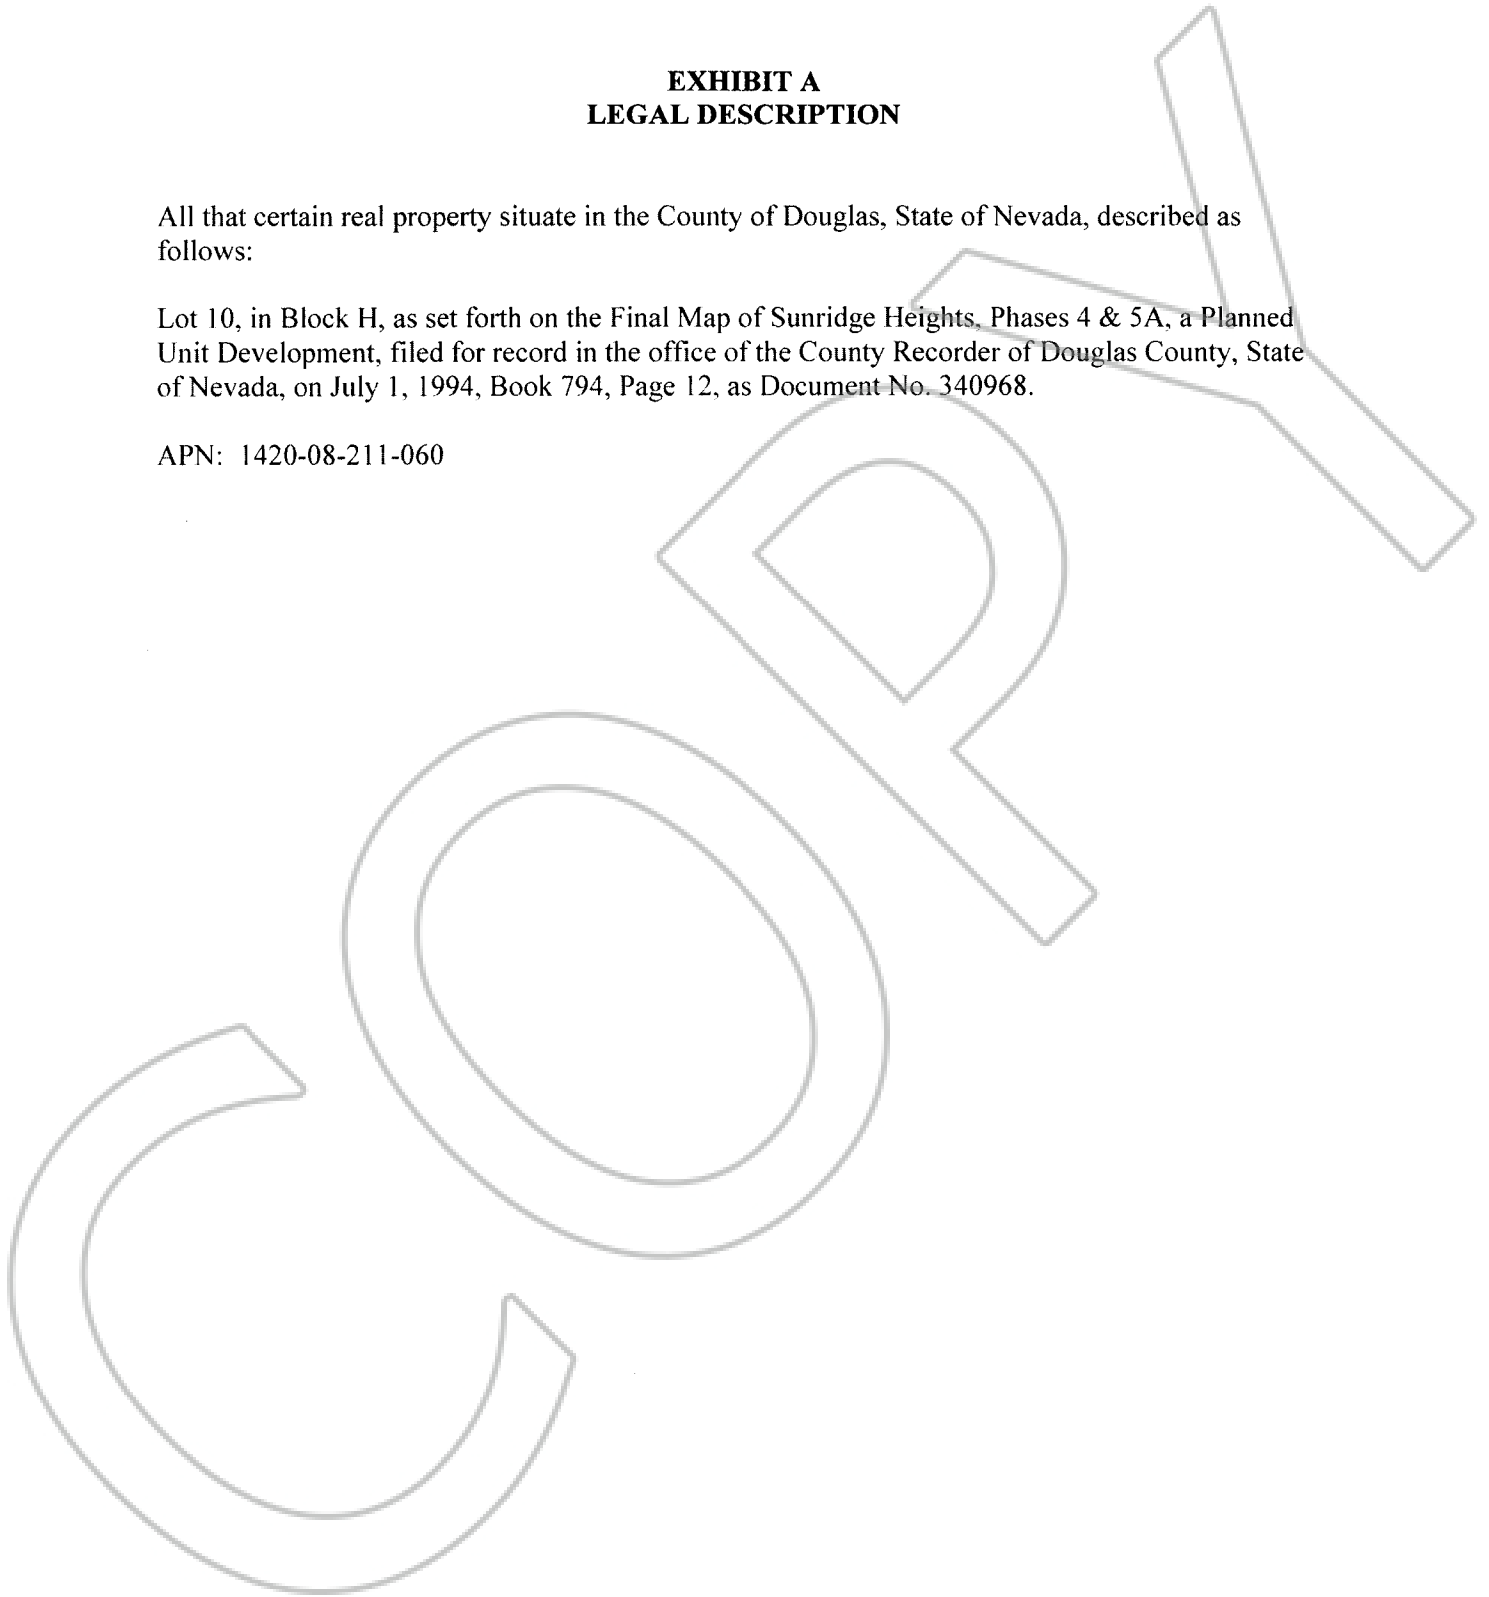 EXHIBIT A
LEGAL DESCRIPTION
All that certain real property situate in the County of Douglas, State of Nevada, described as
follows:
Lot 10, in Block H, as set forth on the Final Map of Sunridge Heights, Phases 4 & 5A, a Planned
Unit Development, filed for record in the office of the County Recorder of Douglas County, State
of Nevada, on July 1, 1994, Book 794, Page 12, as Document No. 340968.
APN: 1420-08-211-060
COPY